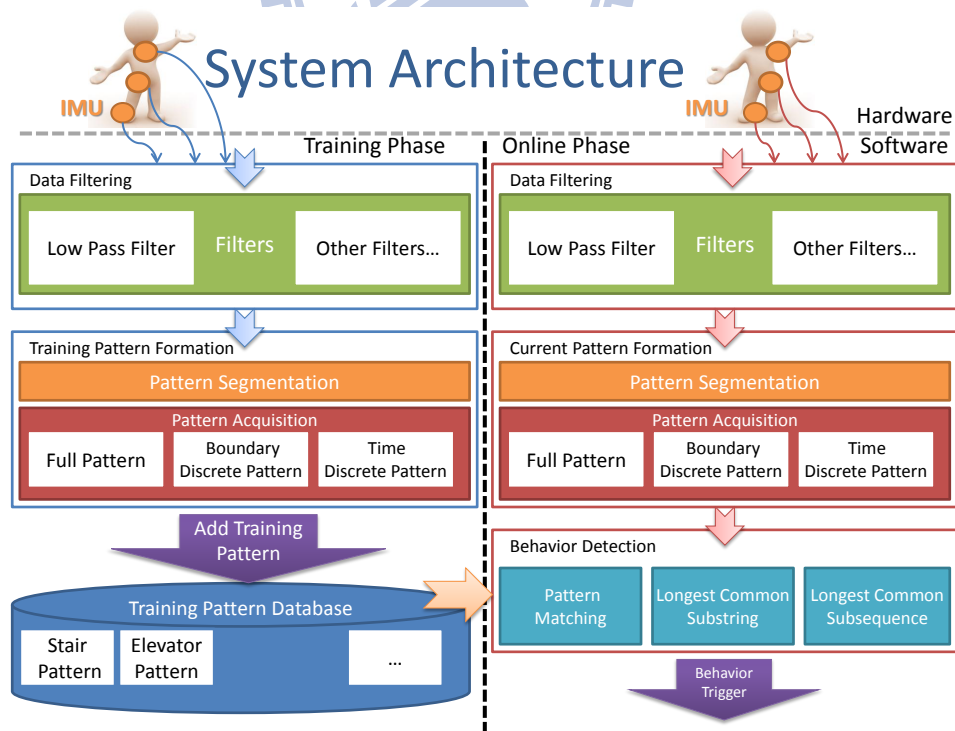 System Architecture
IMU
IMU
Hardware
Software
Training Phase
Data Filtering
Low Pass Filter
Filters
Other Filters...
Training Pattern Formation
Pattern Segmentation
Pattern Acquisition
Full Pattern
Boundary
Discrete Pattern
Time
Discrete Pattern
Add Training
Pattern
Training Pattern Database
Stair
Pattern
Elevator
Pattern
...
Online Phase
Data Filtering
Low Pass Filter
Filters
Other Filters...
Current Pattern Formation
Pattern Segmentation
Pattern Acquisition
Full Pattern
Boundary
Discrete Pattern
Time
Discrete Pattern
Behavior Detection
Pattern
Matching
Longest Common
Substring
Longest Common
Subsequence
Behavior
Trigger